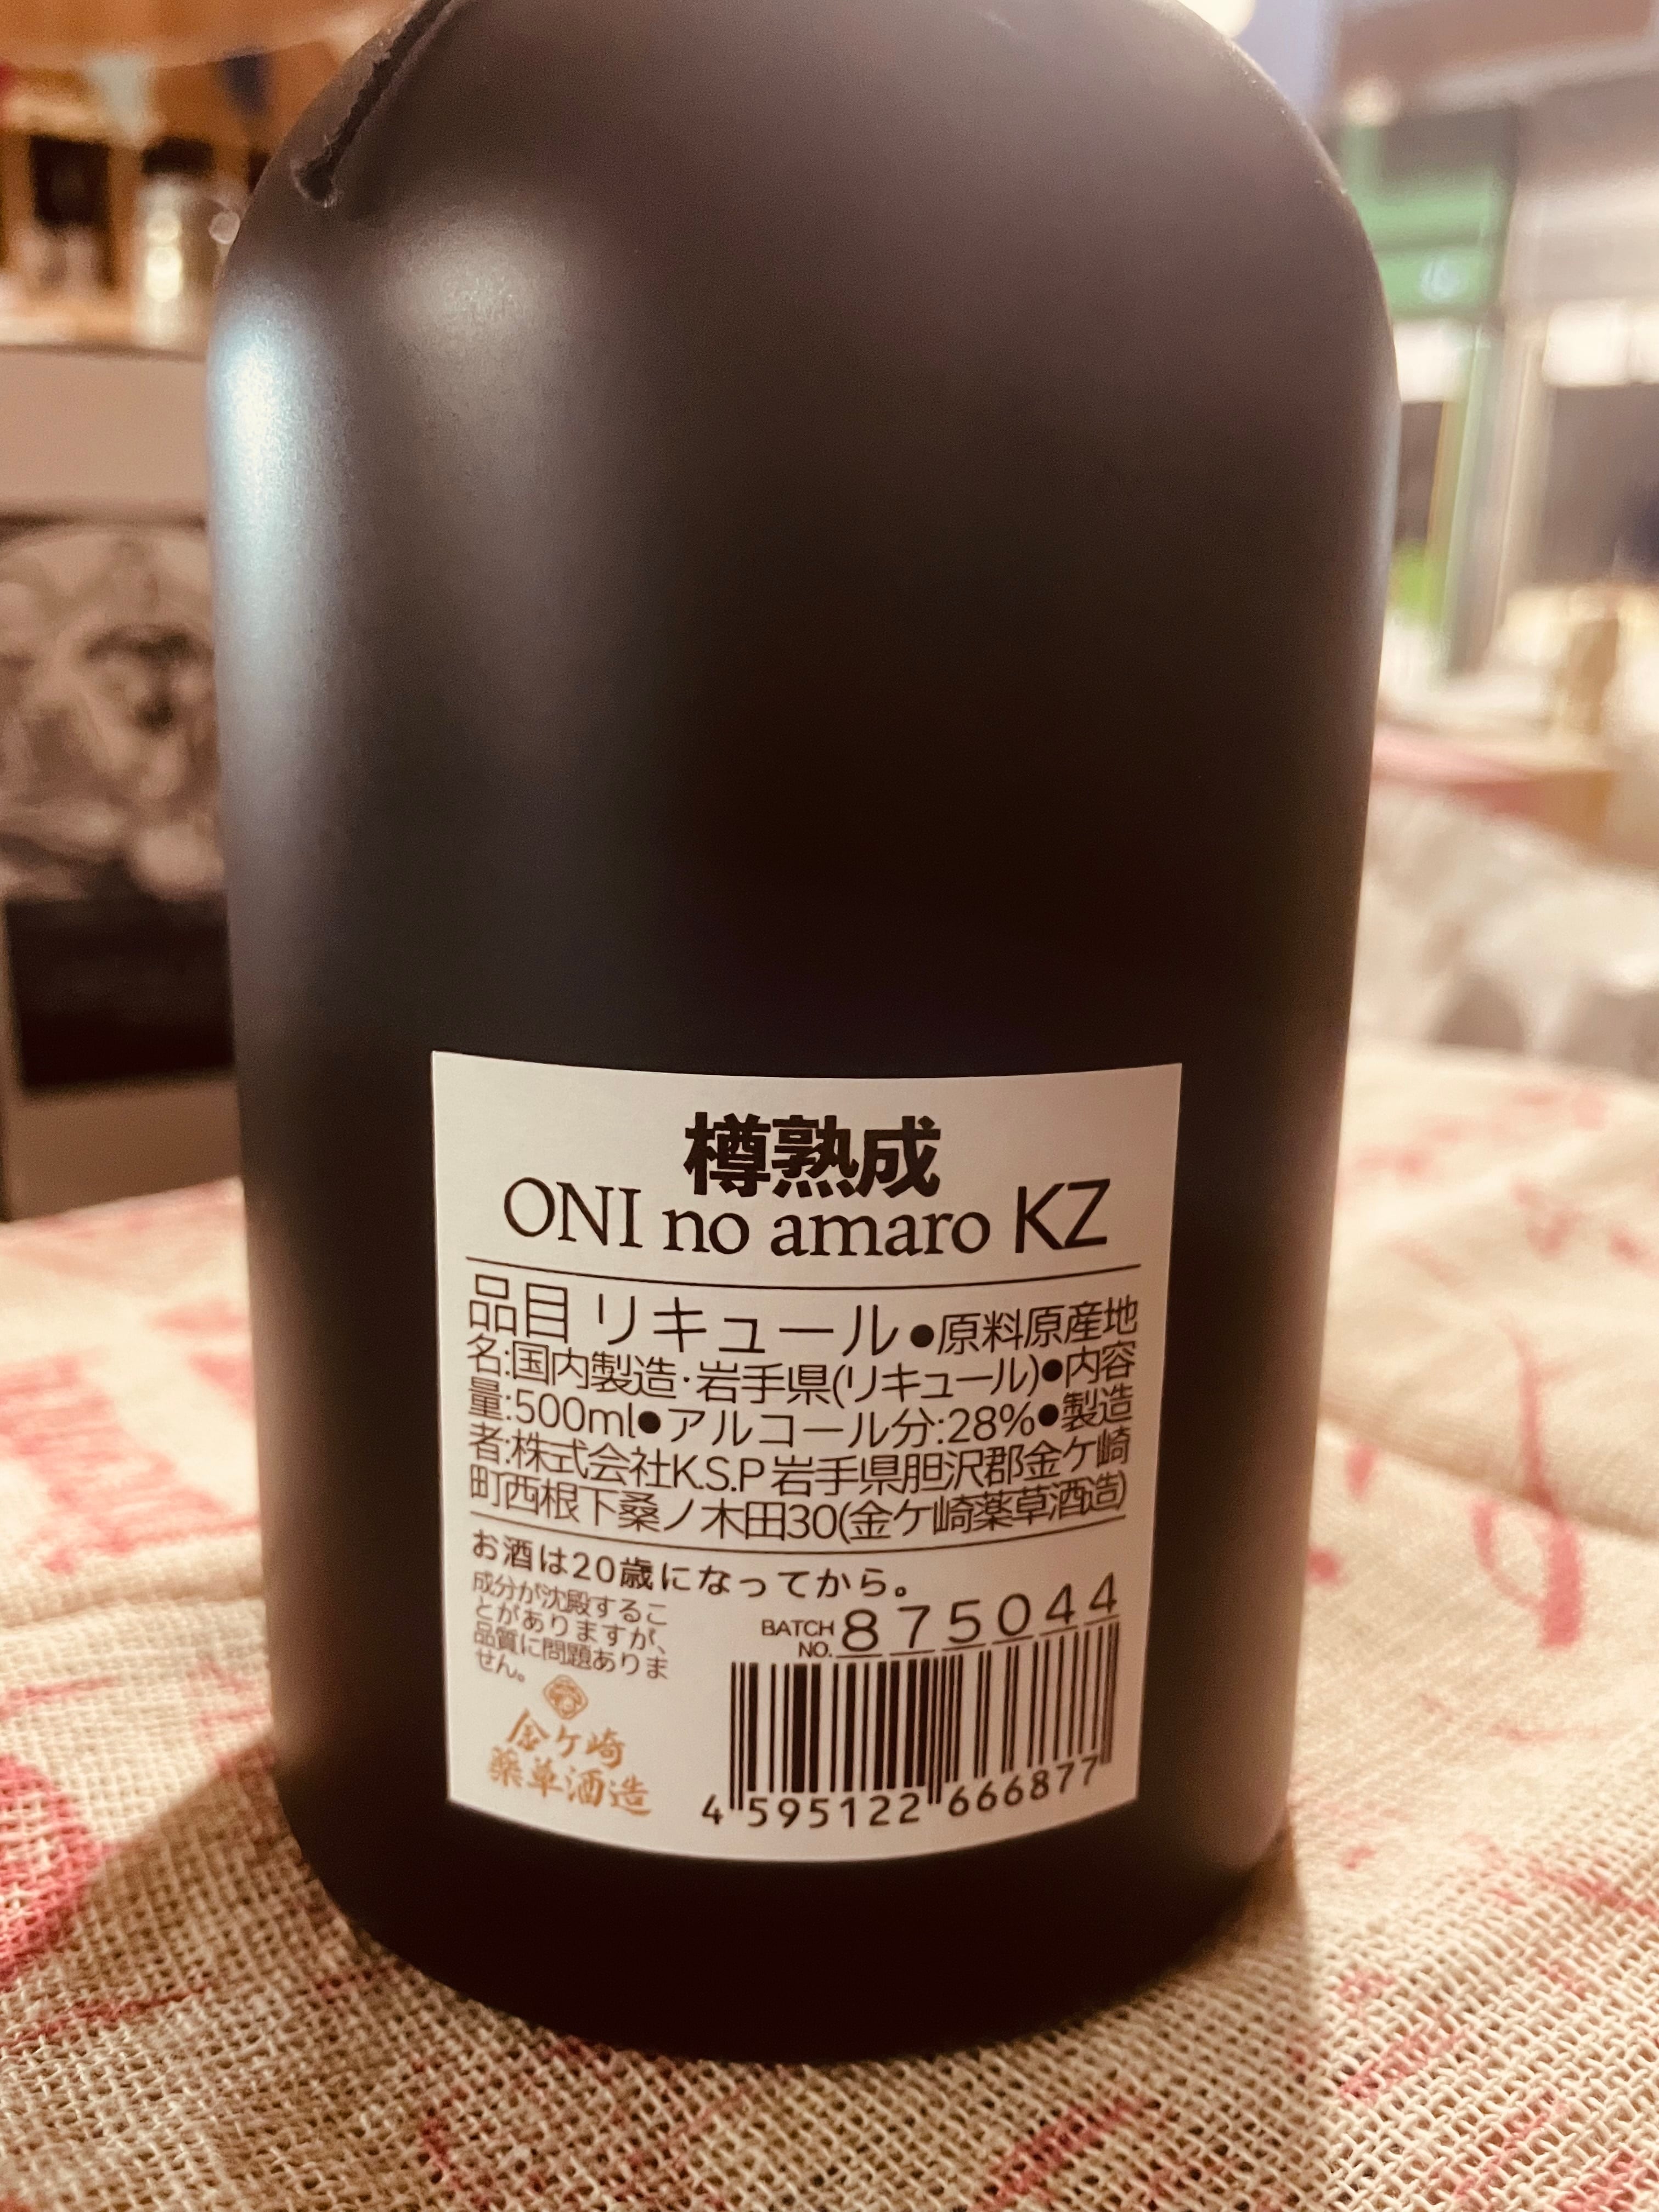 樽熟成
ONI no amaro KZ
品目 リキュール●原料原産地
名:国内製造・岩手県(リキュール)●内容
量:500ml●アルコール分:28%●製造
者:株式会社K.S.P 岩手県胆沢郡金ケ崎
町西根下桑ノ木田30(金ケ崎薬草酒造)
お酒は20歳になってから。
成分が沈殿するこ
とがありますが、
品質に問題ありま
せん。
BATCH NO. 875044
金ケ崎
薬草酒造
4 595122 666877